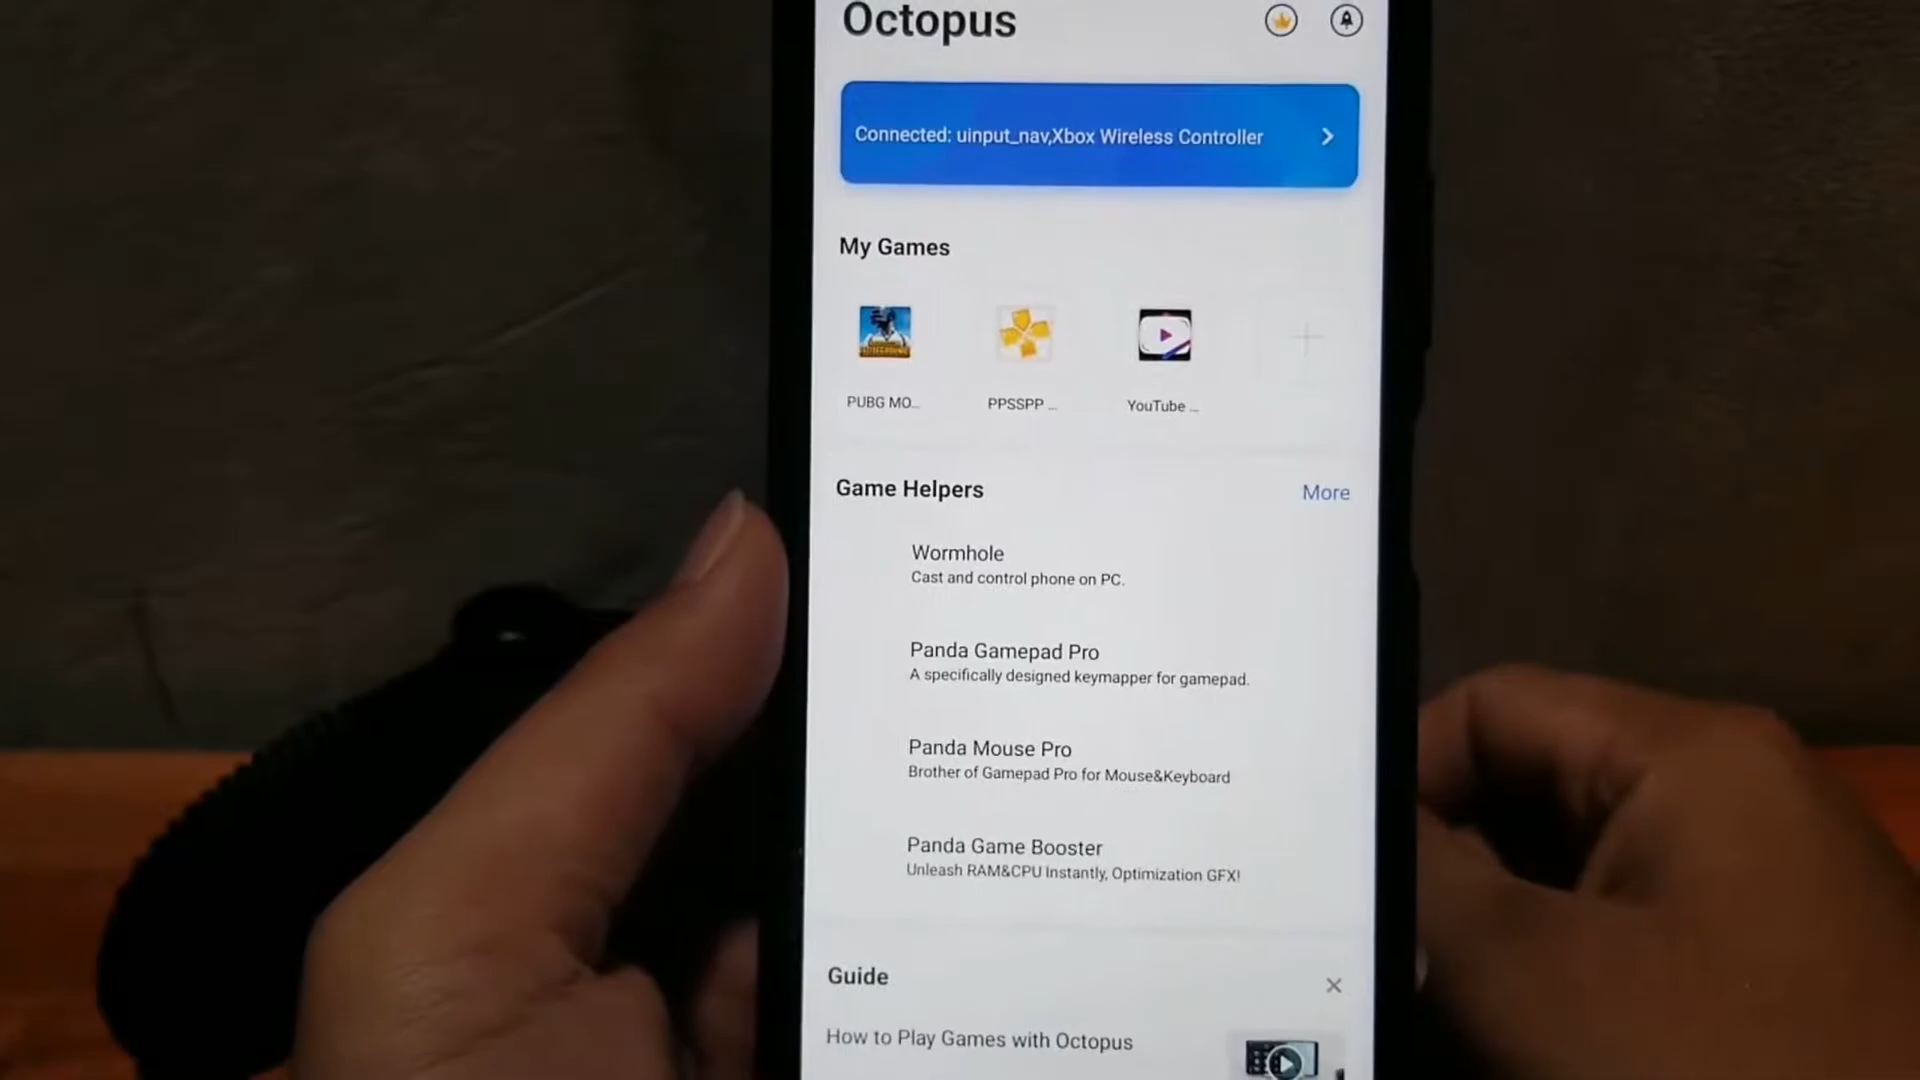 Octopus
Connected: uinput_nav,Xbox Wireless Controller
My Games
PUBG MO...
PPSSPP ...
YouTube ...
Game Helpers
More
Wormhole
Cast and control phone on PC.
Panda Gamepad Pro
A specifically designed keymapper for gamepad.
Panda Mouse Pro
Brother of Gamepad Pro for Mouse&Keyboard
Panda Game Booster
Unleash RAM&CPU Instantly, Optimization GFX!
Guide
How to Play Games with Octopus